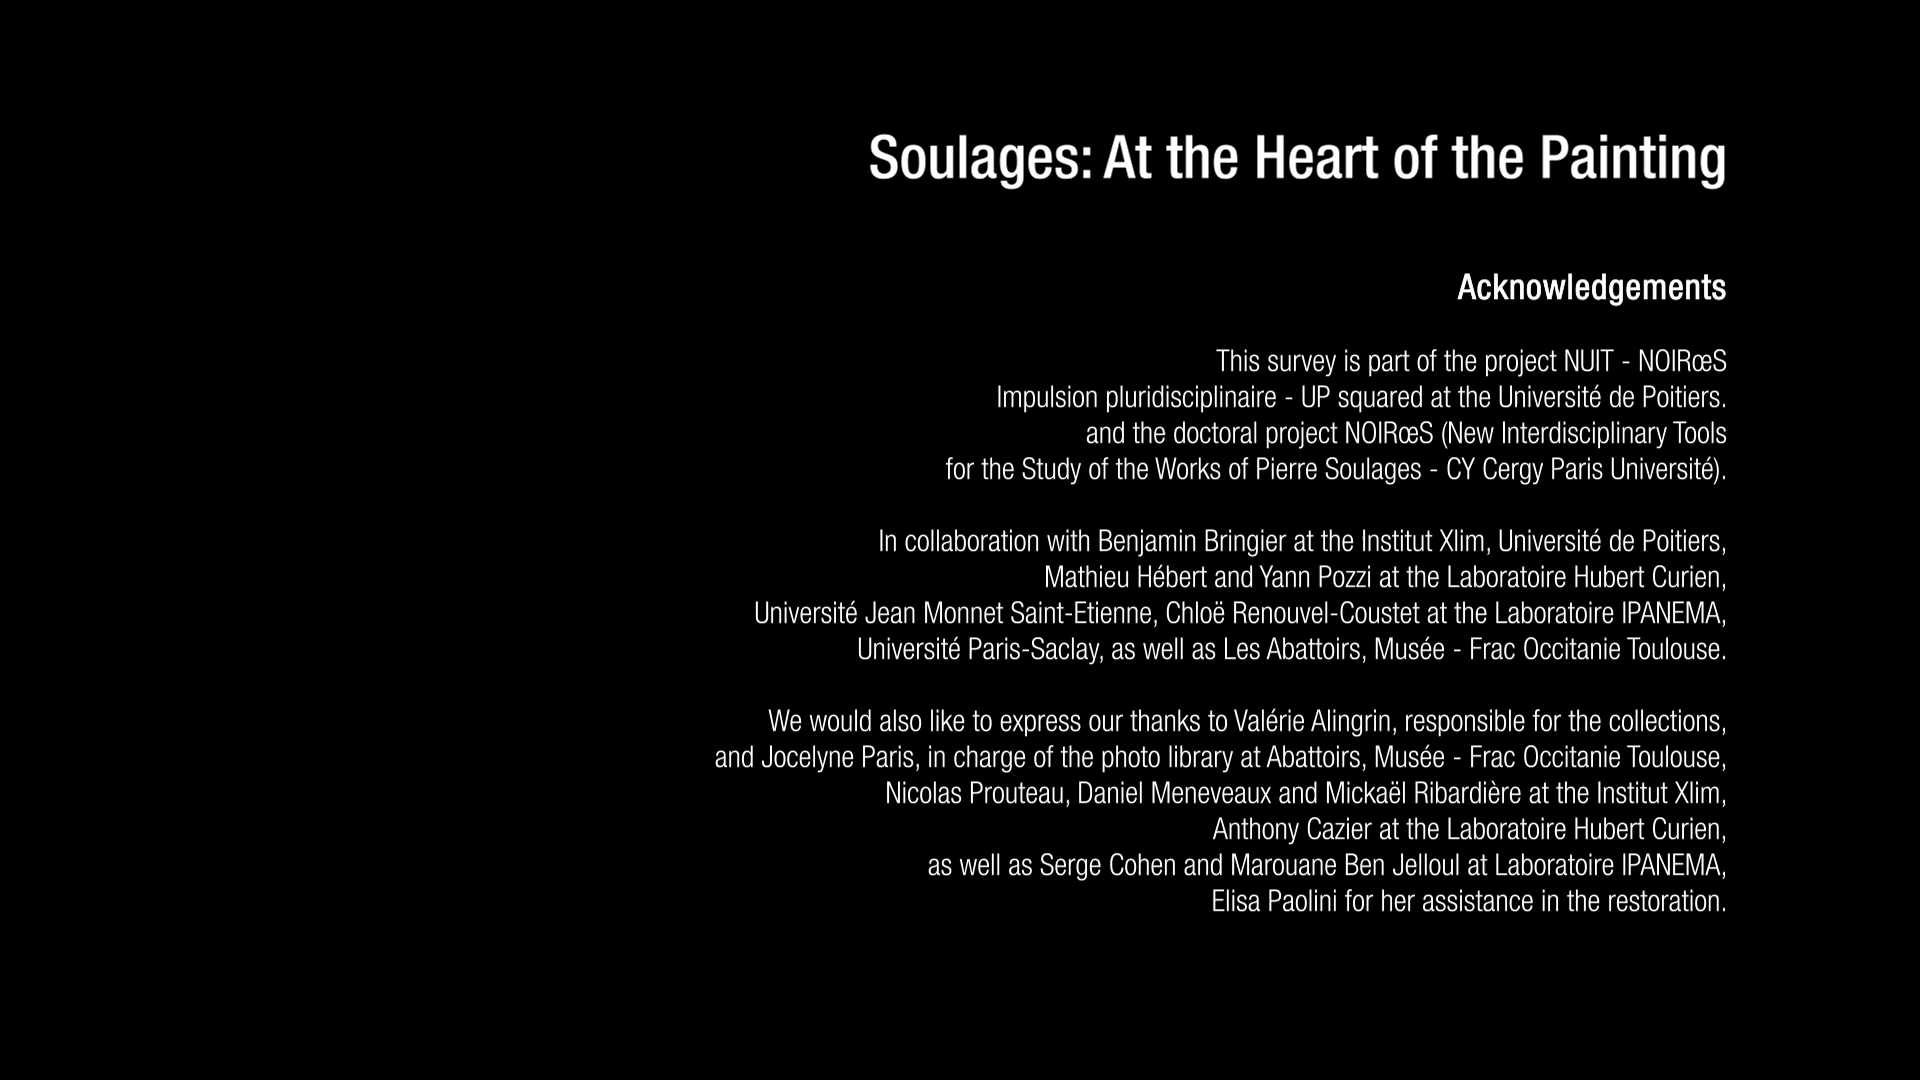 Soulages: At the Heart of the Painting
Acknowledgements
This survey is part of the project NUIT - NOIRœS
Impulsion pluridisciplinaire - UP squared at the Université de Poitiers.
and the doctoral project NOIRœS (New Interdisciplinary Tools
for the Study of the Works of Pierre Soulages - CY Cergy Paris Université).
In collaboration with Benjamin Bringier at the Institut Xlim, Université de Poitiers,
Mathieu Hébert and Yann Pozzi at the Laboratoire Hubert Curien,
Université Jean Monnet Saint-Etienne, Chloë Renouvel-Coustet at the Laboratoire IPANEMA,
Université Paris-Saclay, as well as Les Abattoirs, Musée - Frac Occitanie Toulouse.
We would also like to express our thanks to Valérie Alingrin, responsible for the collections,
and Jocelyne Paris, in charge of the photo library at Abattoirs, Musée - Frac Occitanie Toulouse,
Nicolas Prouteau, Daniel Meneveaux and Mickaël Ribardière at the Institut Xlim,
Anthony Cazier at the Laboratoire Hubert Curien,
as well as Serge Cohen and Marouane Ben Jelloul at Laboratoire IPANEMA,
Elisa Paolini for her assistance in the restoration.